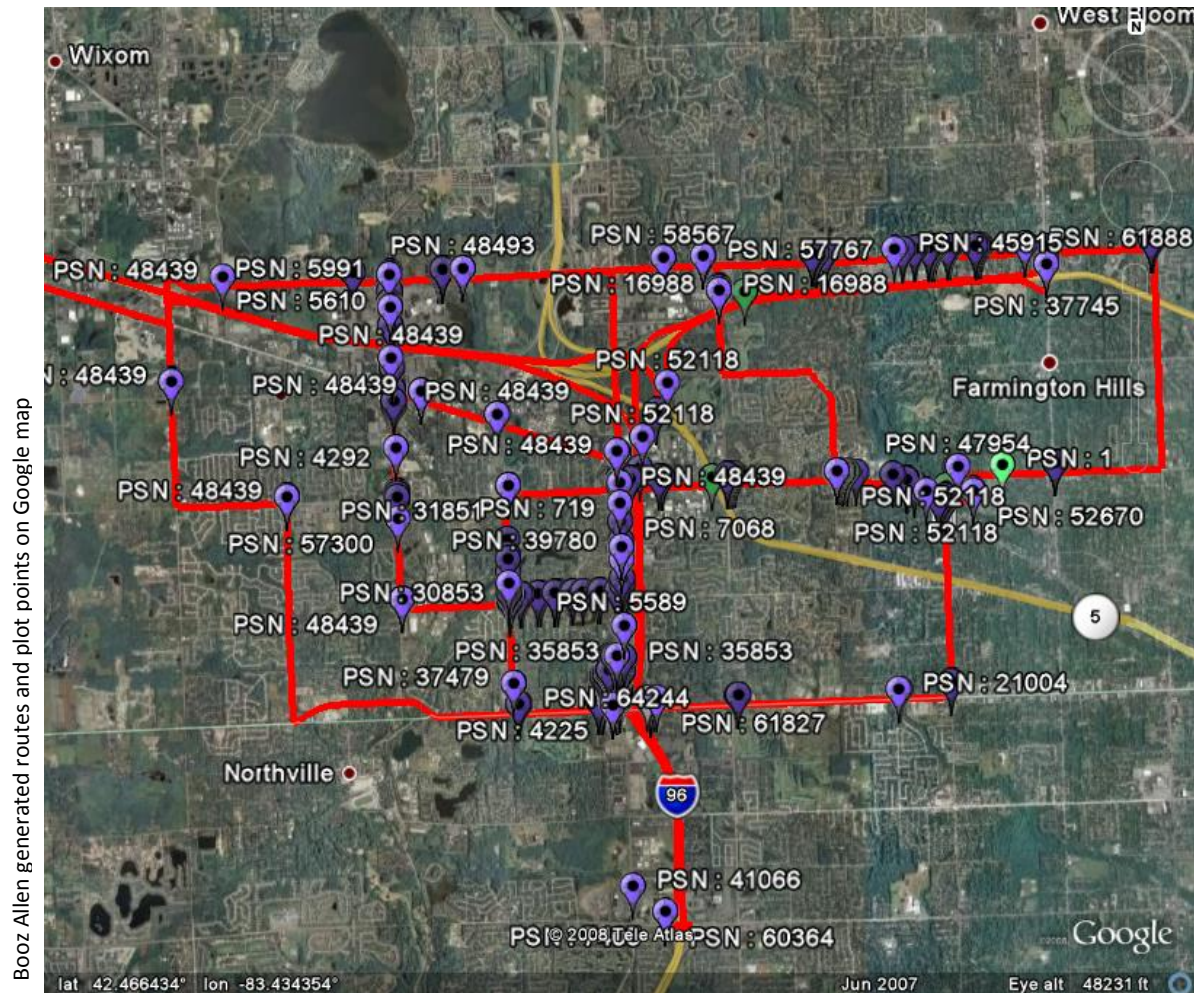 Booz Allen generated routes and plot points on Google map
West Bloom
N
Wixom
PSN : 48493
PSN : 58567
PSN : 57767
PSN : 45915
PSN : 61888
PSN : 48439
PSN : 5991
PSN : 16988
PSN : 16988
PSN : 5610
PSN : 37745
PSN : 48439
PSN : 52118
N : 48439
PSN : 48439
PSN : 48439
Farmington Hills
PSN : 52118
PSN : 48439
PSN : 47954
PSN : 4292
PSN : 1
PSN : 48439
PSN : 48439
PSN : 31851
PSN : 719
PSN : 52118
PSN : 52670
PSN : 57300
PSN : 39780
PSN : 7068
PSN : 52118
PSN : 30853
PSN : 5589
5
PSN : 48439
PSN : 35853
PSN : 35853
PSN : 37479
PSN : 64244
PSN : 21004
PSN : 4225
PSN : 61827
Northville
96
PSN : 41066
© 2008 Tele Atlas
PSN : 60364
Google
lat 42.466434° lon -83.434354°
Jun 2007
Eye alt 48231 ft